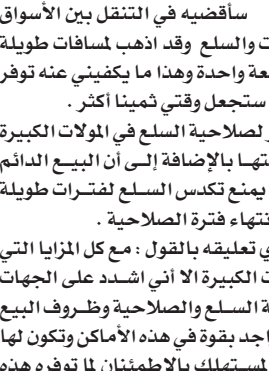 سأقضيه في التنقل بين الأسواق
ت والسلع وقد اذهب لمسافات طويلة
عة واحدة وهذا ما يكفيني عنه توفر
ستجعل وقتي ثمينا أكثر .
لصلاحية السلع في المولات الكبيرة
تها بالإضافة إلى أن البيع الدائم
يمنع تكدس السلع لفترات طويلة
نتهاء فترة الصلاحية .
ي تعليقه بالقول : مع كل المزايا التي
ت الكبيرة الا أني اشدد على الجهات
ة السلع والصلاحية وظروف البيع
اجد بقوة في هذه الأماكن وتكون لها
لمستهلك بالاطمئنان لما توفره هذه